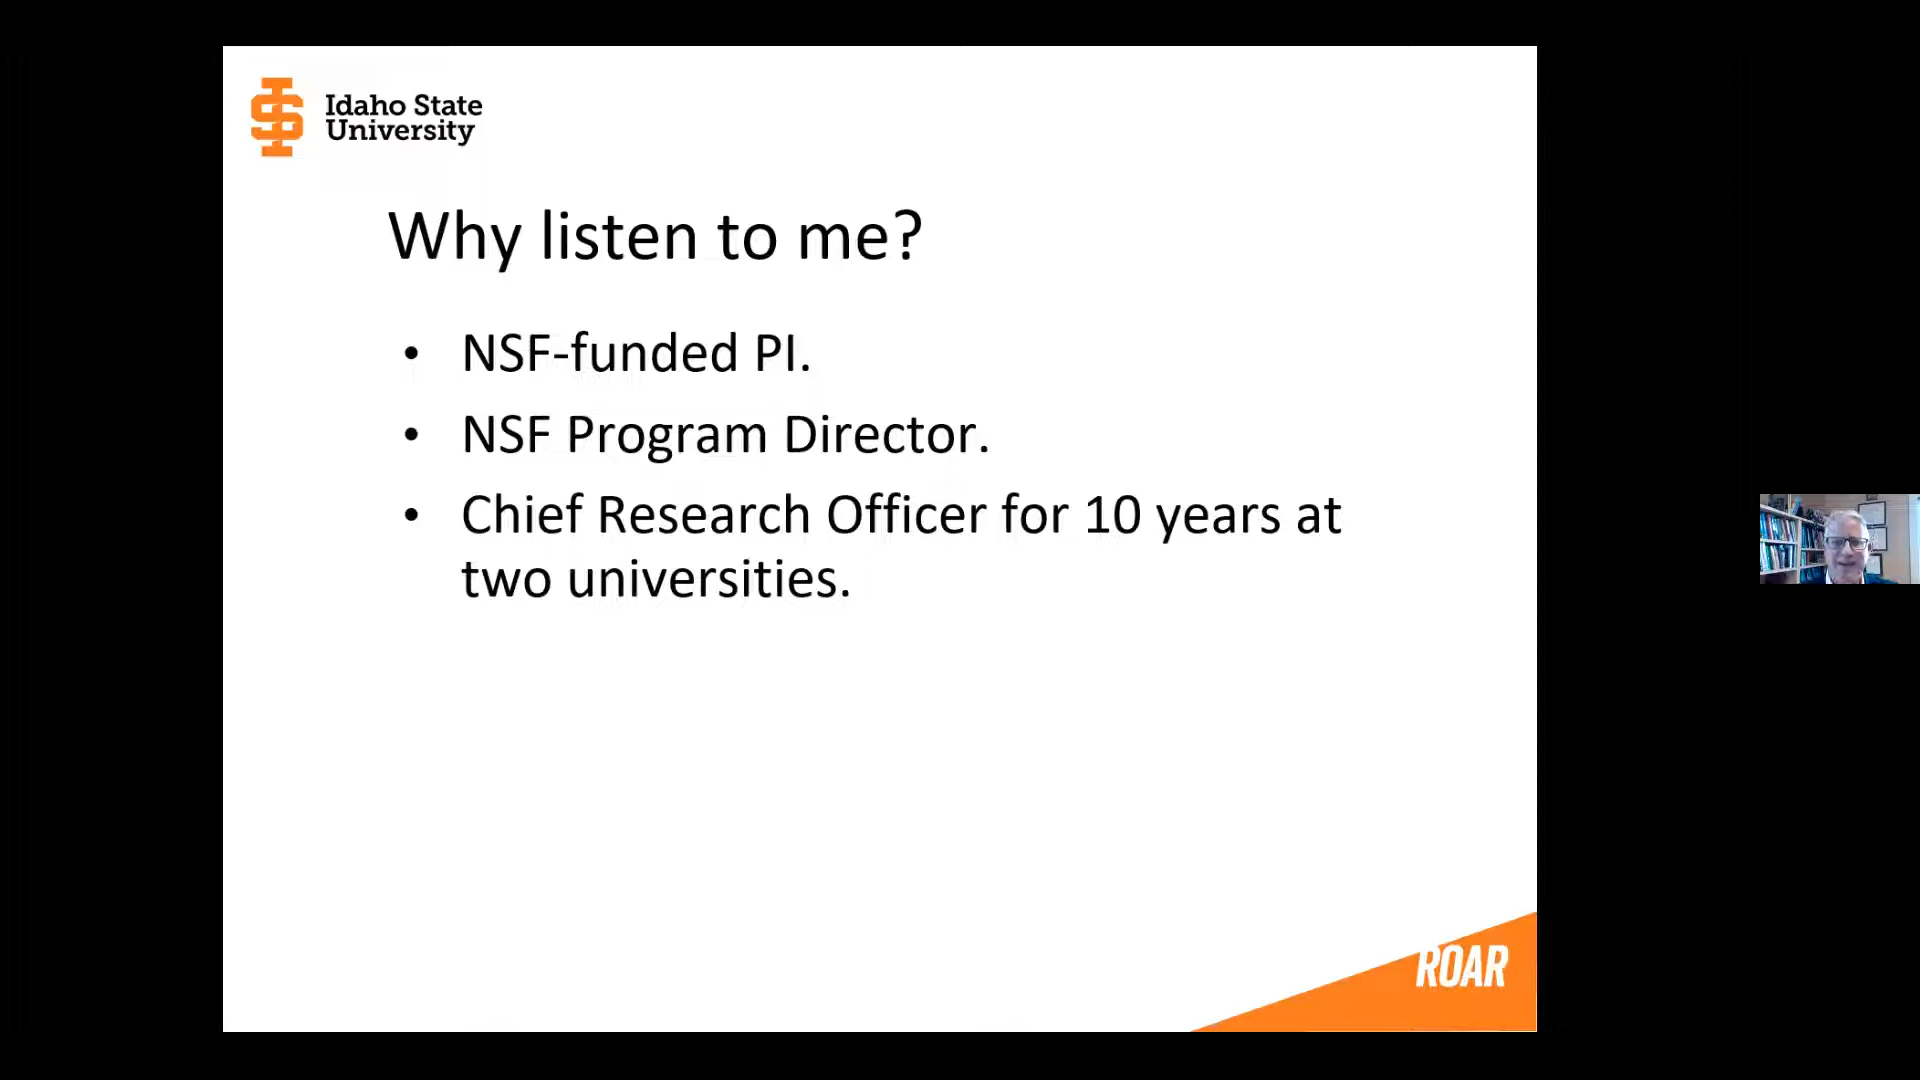 Idaho State
University
Why listen to me?
• NSF-funded PI.
• NSF Program Director.
• Chief Research Officer for 10 years at
two universities.
ROAR